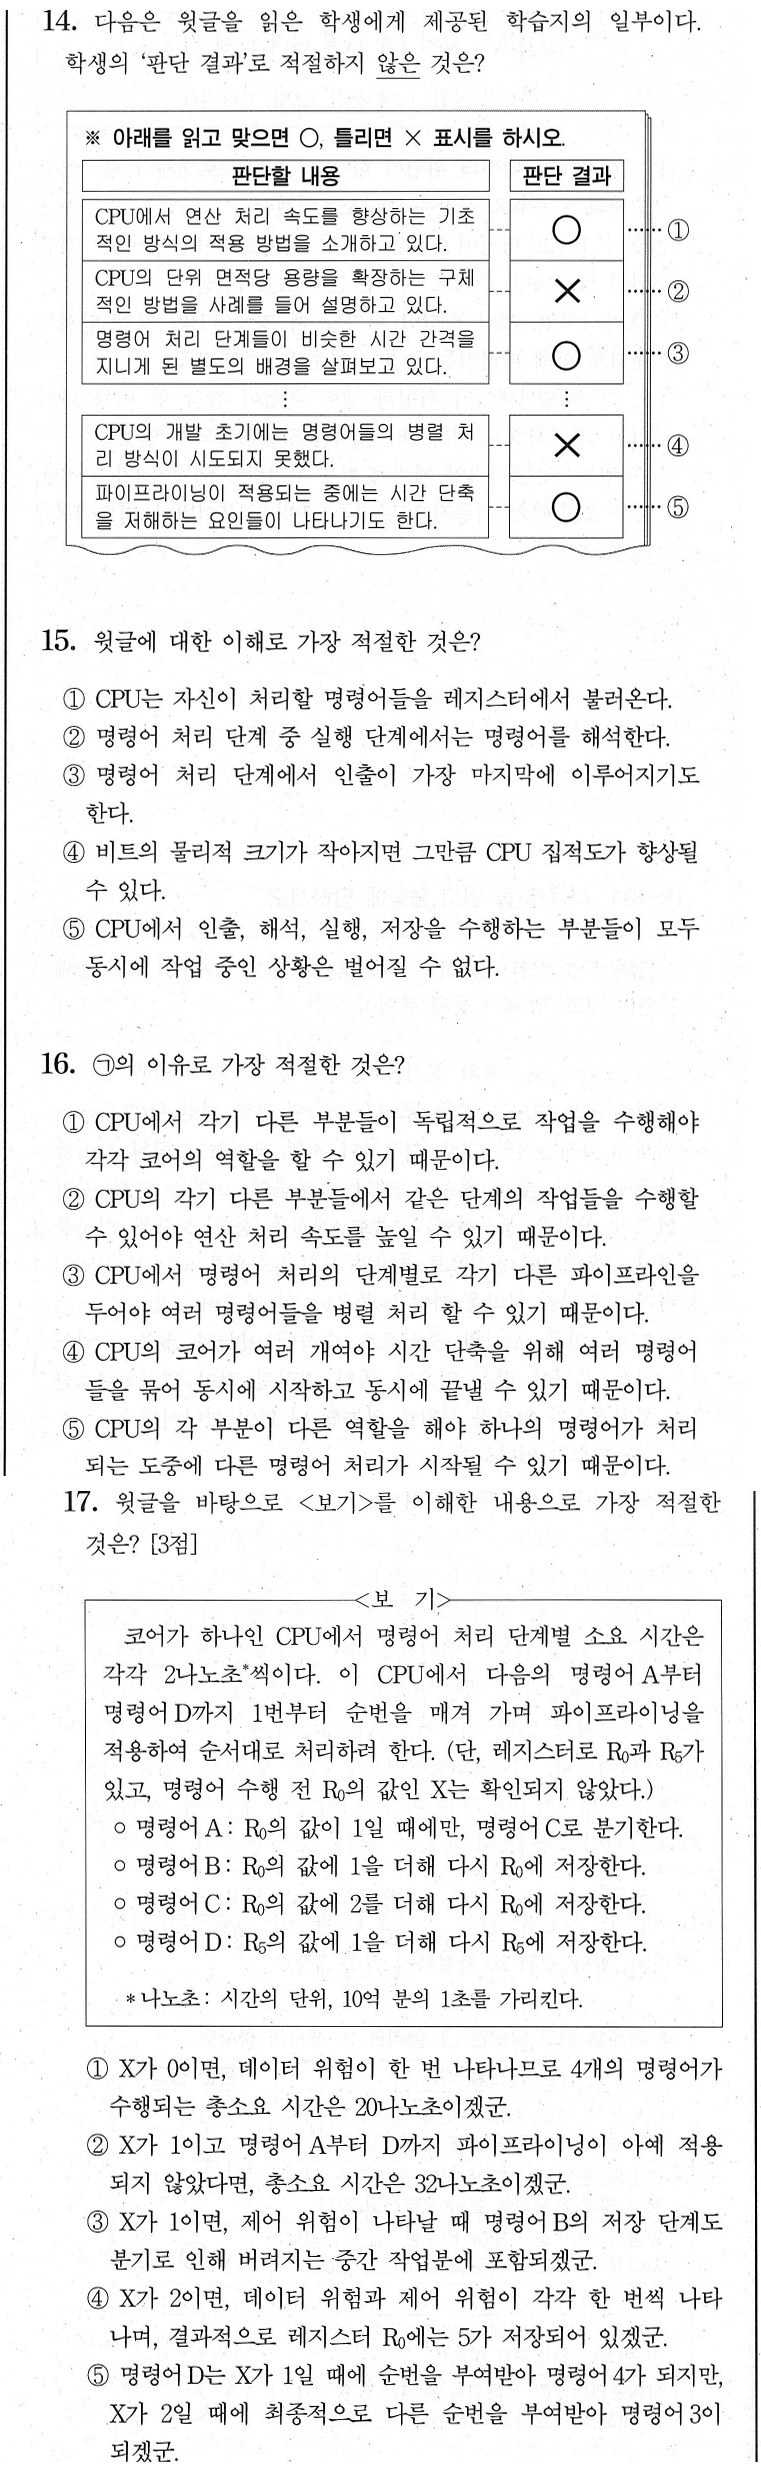 14. 다음은 윗글을 읽은 학생에게 제공된 학습지의 일부이다.
학생의 ‘판단 결과’로 적절하지 않은 것은?
※ 아래를 읽고 맞으면 ○, 틀리면 × 표시를 하시오.
판단할 내용 판단 결과
CPU에서 연산 처리 속도를 향상하는 기초
적인 방식의 적용 방법을 소개하고 있다. ○ …… ①
CPU의 단위 면적당 용량을 확장하는 구체
적인 방법을 사례를 들어 설명하고 있다. × …… ②
명령어 처리 단계들이 비슷한 시간 간격을
지니게 된 별도의 배경을 살펴보고 있다. ○ …… ③
⋮ ⋮
CPU의 개발 초기에는 명령어들의 병렬 처
리 방식이 시도되지 못했다. × …… ④
파이프라이닝이 적용되는 중에는 시간 단축
을 저해하는 요인들이 나타나기도 한다. ○ …… ⑤
15. 윗글에 대한 이해로 가장 적절한 것은?
① CPU는 자신이 처리할 명령어들을 레지스터에서 불러온다.
② 명령어 처리 단계 중 실행 단계에서는 명령어를 해석한다.
③ 명령어 처리 단계에서 인출이 가장 마지막에 이루어지기도
한다.
④ 비트의 물리적 크기가 작아지면 그만큼 CPU 집적도가 향상될
수 있다.
⑤ CPU에서 인출, 해석, 실행, 저장을 수행하는 부분들이 모두
동시에 작업 중인 상황은 벌어질 수 없다.
16. ㉠의 이유로 가장 적절한 것은?
① CPU에서 각기 다른 부분들이 독립적으로 작업을 수행해야
각각 코어의 역할을 할 수 있기 때문이다.
② CPU의 각기 다른 부분들에서 같은 단계의 작업들을 수행할
수 있어야 연산 처리 속도를 높일 수 있기 때문이다.
③ CPU에서 명령어 처리의 단계별로 각기 다른 파이프라인을
두어야 여러 명령어들을 병렬 처리 할 수 있기 때문이다.
④ CPU의 코어가 여러 개여야 시간 단축을 위해 여러 명령어
들을 묶어 동시에 시작하고 동시에 끝낼 수 있기 때문이다.
⑤ CPU의 각 부분이 다른 역할을 해야 하나의 명령어가 처리
되는 도중에 다른 명령어 처리가 시작될 수 있기 때문이다.
17. 윗글을 바탕으로 <보기>를 이해한 내용으로 가장 적절한
것은? [3점]
<보 기>
코어가 하나인 CPU에서 명령어 처리 단계별 소요 시간은
각각 2나노초*씩이다. 이 CPU에서 다음의 명령어 A부터
명령어 D까지 1번부터 순번을 매겨 가며 파이프라이닝을
적용하여 순서대로 처리하려 한다. (단, 레지스터로 R₀과 R₅가
있고, 명령어 수행 전 R₀의 값인 X는 확인되지 않았다.)
○ 명령어 A: R₀의 값이 1일 때에만, 명령어 C로 분기한다.
○ 명령어 B: R₀의 값에 1을 더해 다시 R₀에 저장한다.
○ 명령어 C: R₀의 값에 2를 더해 다시 R₀에 저장한다.
○ 명령어 D: R₅의 값에 1을 더해 다시 R₅에 저장한다.
* 나노초: 시간의 단위, 10억 분의 1초를 가리킨다.
① X가 0이면, 데이터 위험이 한 번 나타나므로 4개의 명령어가
수행되는 총소요 시간은 20나노초이겠군.
② X가 1이고 명령어 A부터 D까지 파이프라이닝이 아예 적용
되지 않았다면, 총소요 시간은 32나노초이겠군.
③ X가 1이면, 제어 위험이 나타날 때 명령어 B의 저장 단계도
분기로 인해 버려지는 중간 작업분에 포함되겠군.
④ X가 2이면, 데이터 위험과 제어 위험이 각각 한 번씩 나타
나며, 결과적으로 레지스터 R₀에는 5가 저장되어 있겠군.
⑤ 명령어 D는 X가 1일 때에 순번을 부여받아 명령어 4가 되지만,
X가 2일 때에 최종적으로 다른 순번을 부여받아 명령어 3이
되겠군.